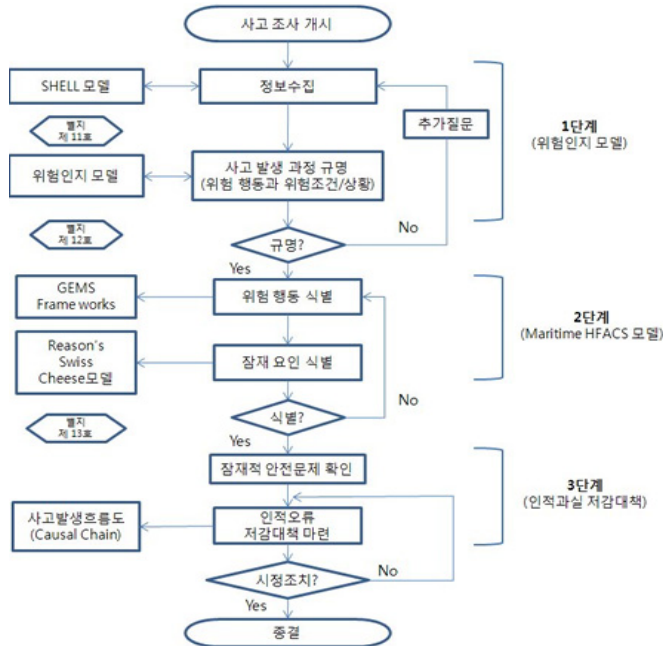 사고 조사 개시
SHELL 모델
정보수집
별지
제 11호
추가질문
1단계
(위험인지 모델)
위험인지 모델
사고 발생 과정 규명
(위험 행동과 위험조건/상황)
별지
제 12호
규명?
No
Yes
GEMS
Frame works
위험 행동 식별
2단계
(Maritime HFACS 모델)
Reason's
Swiss
Cheese모델
잠재 요인 식별
별지
제 13호
식별?
No
Yes
잠재적 안전문제 확인
3단계
(인적과실 저감대책)
사고발생흐름도
(Causal Chain)
인적오류
저감대책 마련
시정조치?
No
Yes
종결